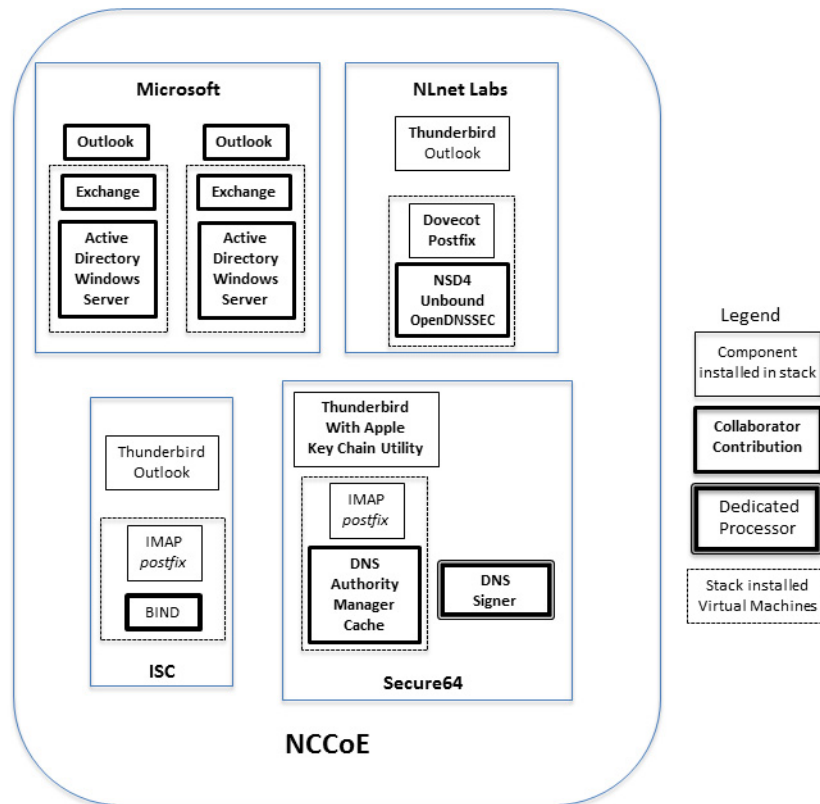 Microsoft
Outlook
Exchange
Active
Directory
Windows
Server
Outlook
Exchange
Active
Directory
Windows
Server
NLnet Labs
Thunderbird
Outlook
Dovecot
Postfix
NSD4
Unbound
OpenDNSSEC
Thunderbird
Outlook
IMAP
postfix
BIND
ISC
Thunderbird
With Apple
Key Chain Utility
IMAP
postfix
DNS
Authority
Manager
Cache
DNS
Signer
Secure64
NCCoE
Legend
Component
installed in stack
Collaborator
Contribution
Dedicated
Processor
Stack installed
Virtual Machines